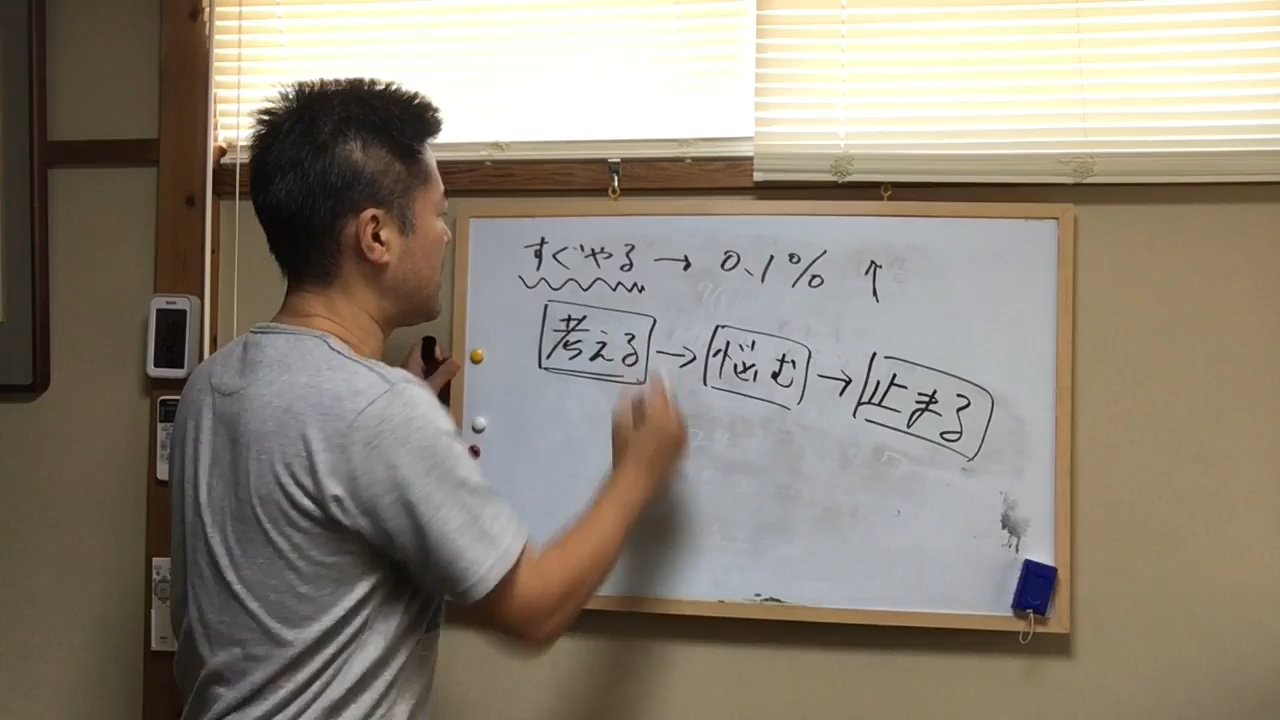 すぐやる → 0.1% ↑
考える → 悩む → 止まる